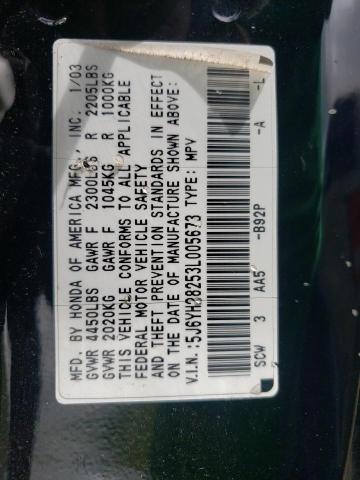 MFD. BY HONDA OF AMERICA MFG., INC. 1/03
GVWR 4450LBS GAWR F 2300LBS R 2205LBS
GVWR 2020KG GAWR F 1045KG R 1000KG
THIS VEHICLE CONFORMS TO ALL APPLICABLE
FEDERAL MOTOR VEHICLE SAFETY
AND THEFT PREVENTION STANDARDS IN EFFECT
ON THE DATE OF MANUFACTURE SHOWN ABOVE:
V.I.N.:5J6YH28253L005673 TYPE: MPV
SCW 3 AA5 -B92P -A -L